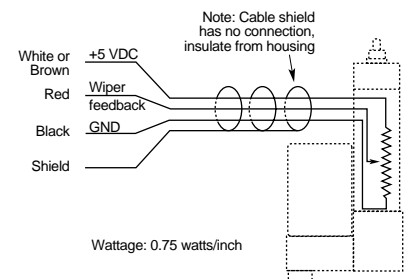 Note: Cable shield
has no connection,
insulate from housing
White or
Brown
+5 VDC
Red
Wiper
feedback
Black
GND
Shield
Wattage: 0.75 watts/inch